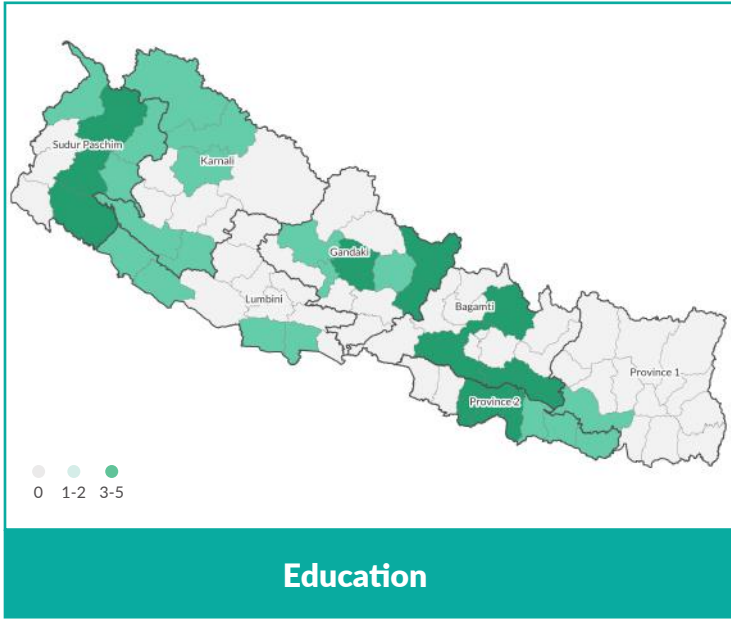 Sudur Paschim
Karnali
Gandaki
Lumbini
Bagamti
Province 1
Province 2
0 1-2 3-5
Education